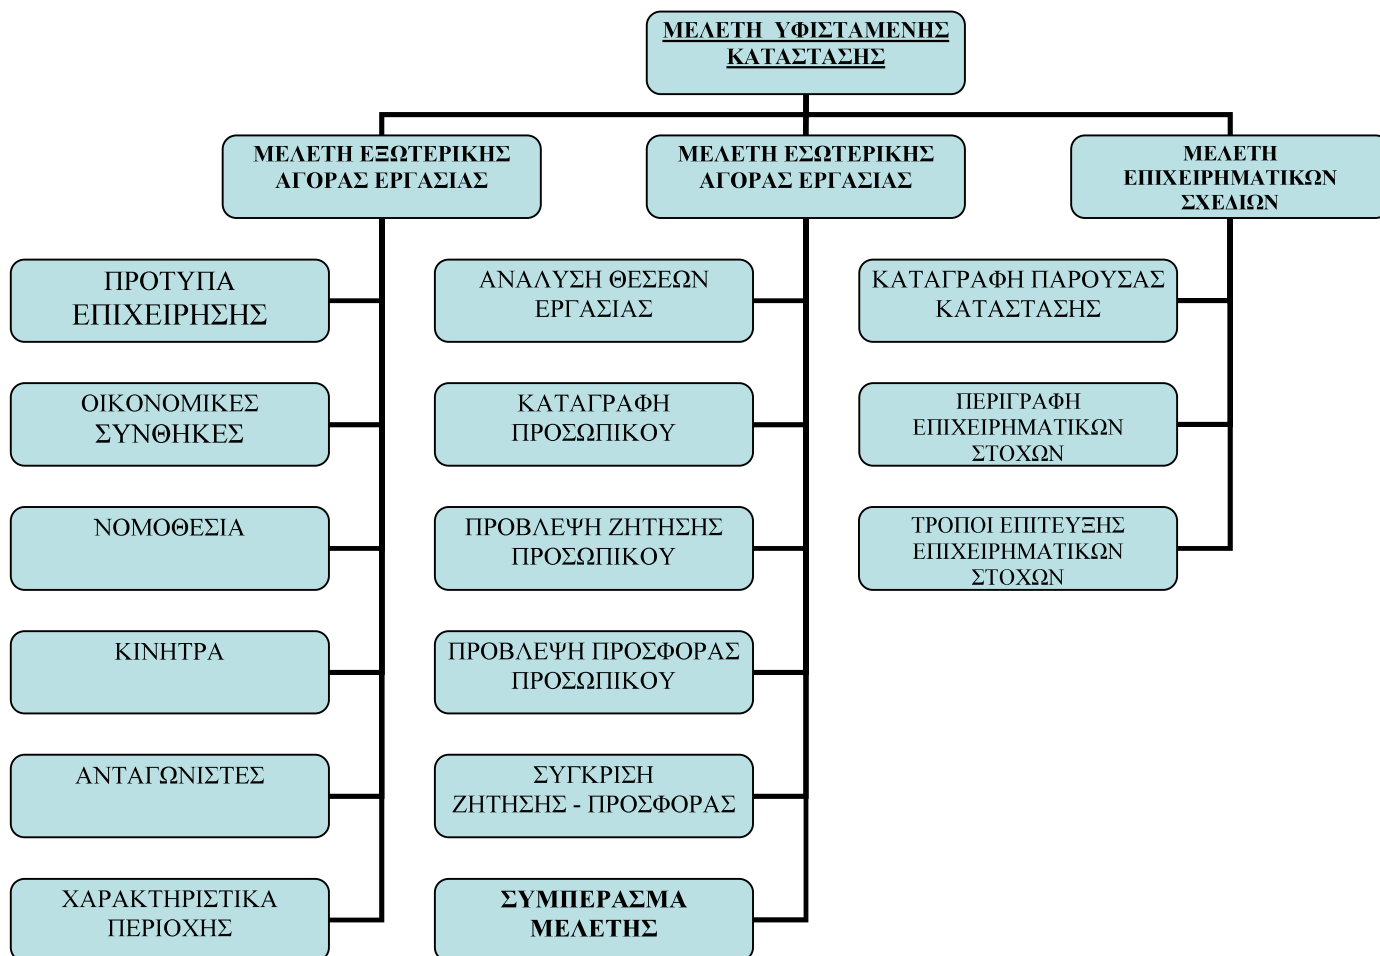 ΜΕΛΕΤΗ ΥΦΙΣΤΑΜΕΝΗΣ
ΚΑΤΑΣΤΑΣΗΣ
ΜΕΛΕΤΗ ΕΞΩΤΕΡΙΚΗΣ
ΑΓΟΡΑΣ ΕΡΓΑΣΙΑΣ
ΠΡΟΤΥΠΑ
ΕΠΙΧΕΙΡΗΣΗΣ
ΟΙΚΟΝΟΜΙΚΕΣ
ΣΥΝΘΗΚΕΣ
ΝΟΜΟΘΕΣΙΑ
ΚΙΝΗΤΡΑ
ΑΝΤΑΓΩΝΙΣΤΕΣ
ΧΑΡΑΚΤΗΡΙΣΤΙΚΑ
ΠΕΡΙΟΧΗΣ
ΜΕΛΕΤΗ ΕΣΩΤΕΡΙΚΗΣ
ΑΓΟΡΑΣ ΕΡΓΑΣΙΑΣ
ΑΝΑΛΥΣΗ ΘΕΣΕΩΝ
ΕΡΓΑΣΙΑΣ
ΚΑΤΑΓΡΑΦΗ
ΠΡΟΣΩΠΙΚΟΥ
ΠΡΟΒΛΕΨΗ ΖΗΤΗΣΗΣ
ΠΡΟΣΩΠΙΚΟΥ
ΠΡΟΒΛΕΨΗ ΠΡΟΣΦΟΡΑΣ
ΠΡΟΣΩΠΙΚΟΥ
ΣΥΓΚΡΙΣΗ
ΖΗΤΗΣΗΣ - ΠΡΟΣΦΟΡΑΣ
ΣΥΜΠΕΡΑΣΜΑ
ΜΕΛΕΤΗΣ
ΜΕΛΕΤΗ
ΕΠΙΧΕΙΡΗΜΑΤΙΚΩΝ
ΣΧΕΔΙΩΝ
ΚΑΤΑΓΡΑΦΗ ΠΑΡΟΥΣΑΣ
ΚΑΤΑΣΤΑΣΗΣ
ΠΕΡΙΓΡΑΦΗ
ΕΠΙΧΕΙΡΗΜΑΤΙΚΩΝ
ΣΤΟΧΩΝ
ΤΡΟΠΟΙ ΕΠΙΤΕΥΞΗΣ
ΕΠΙΧΕΙΡΗΜΑΤΙΚΩΝ
ΣΤΟΧΩΝ